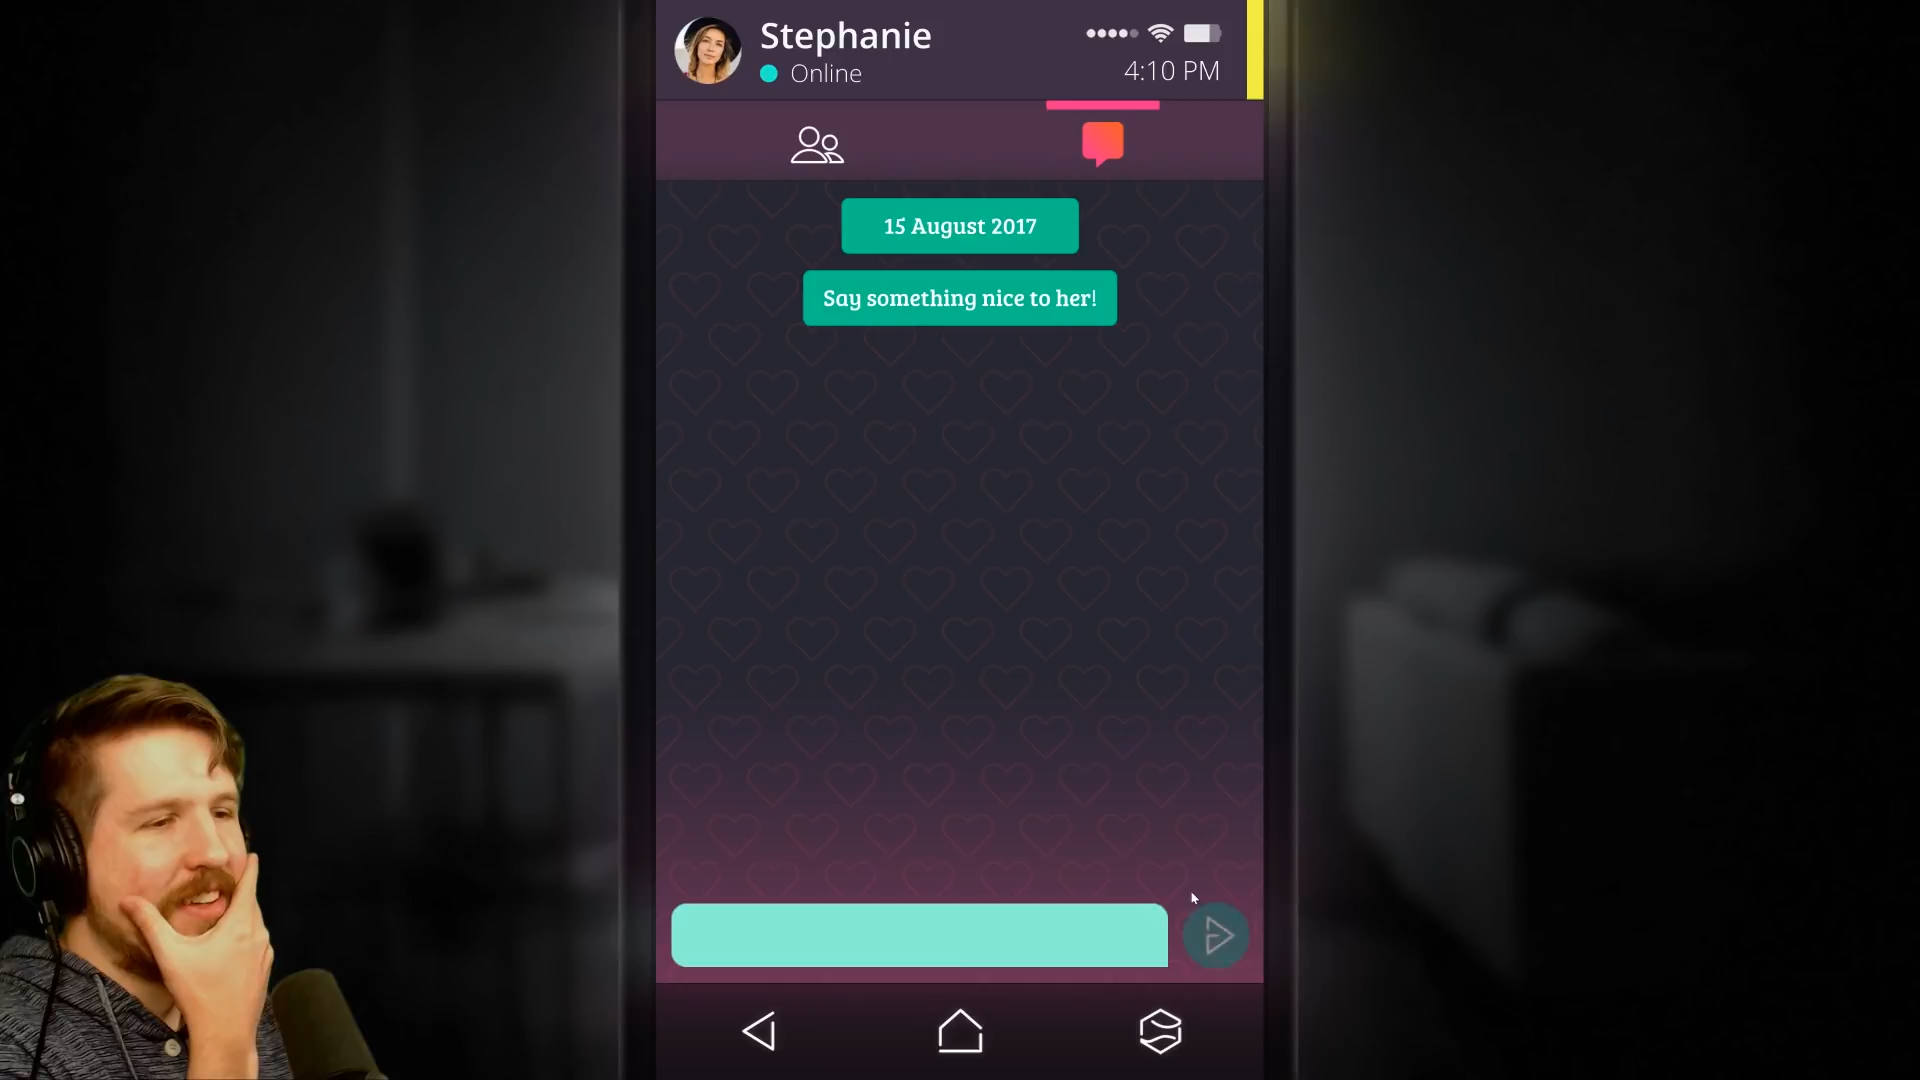 Stephanie
Online
4:10 PM
15 August 2017
Say something nice to her!